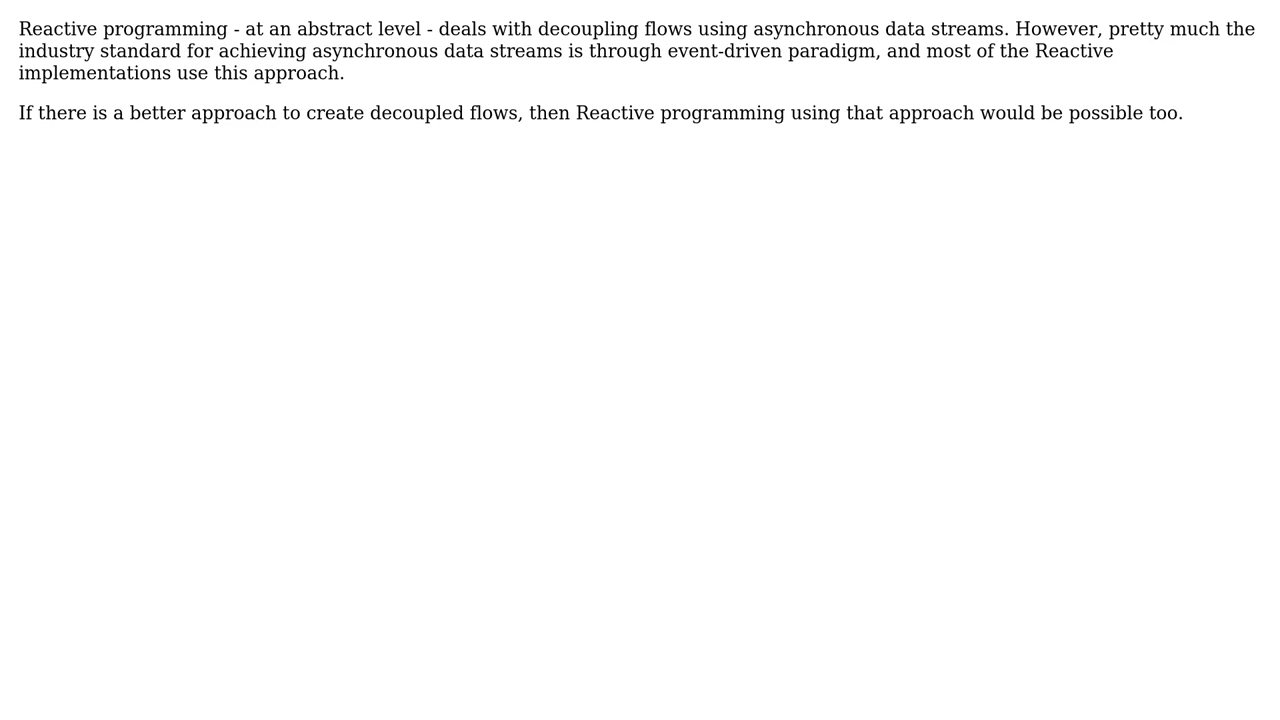 Reactive programming - at an abstract level - deals with decoupling flows using asynchronous data streams. However, pretty much the
industry standard for achieving asynchronous data streams is through event-driven paradigm, and most of the Reactive
implementations use this approach.
If there is a better approach to create decoupled flows, then Reactive programming using that approach would be possible too.